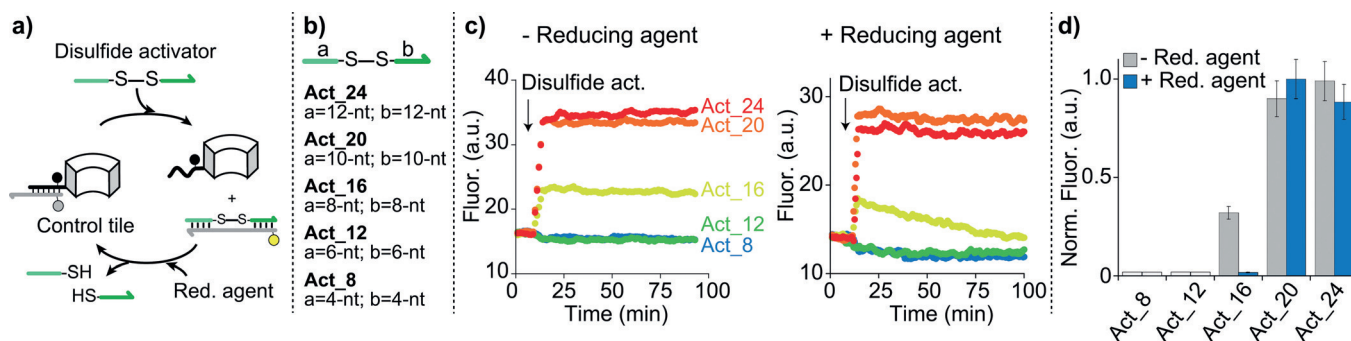 a)
Disulfide activator
S—S
Control tile
+
S—S
SH
HS
Red. agent
b)
a S—S b
Act_24
a=12-nt; b=12-nt
Act_20
a=10-nt; b=10-nt
Act_16
a=8-nt; b=8-nt
Act_12
a=6-nt; b=6-nt
Act_8
a=4-nt; b=4-nt
c)
- Reducing agent
Disulfide act.
Fluor. (a.u.)
40
30
20
10
Act_24
Act_20
Act_16
Act_12
Act_8
0 25 50 75 100
Time (min)
+ Reducing agent
Disulfide act.
Fluor. (a.u.)
30
20
10
0 25 50 75 100
Time (min)
d)
- Red. agent
+ Red. agent
Norm. Fluor. (a.u.)
1.0
0.5
0
Act_8
Act_12
Act_16
Act_20
Act_24